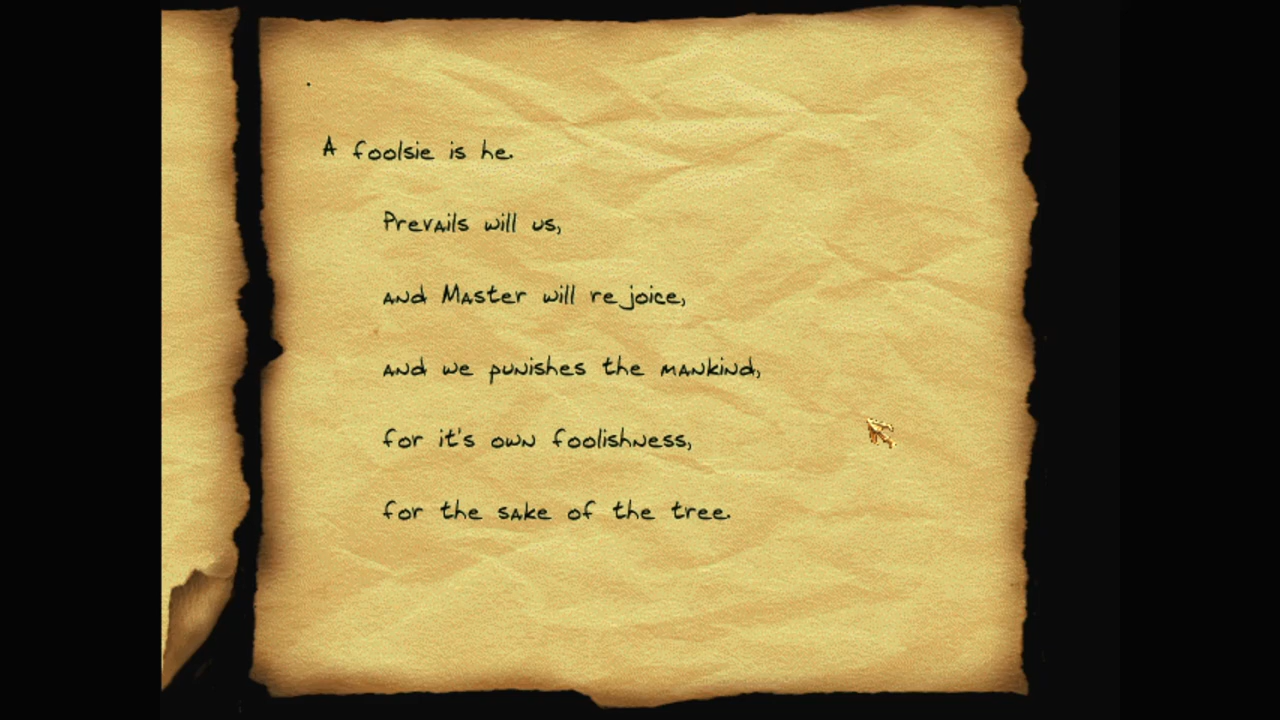 A foolsie is he.
Prevails will us,
and Master will rejoice,
and we punishes the mankind,
for it's own foolishness,
for the sake of the tree.